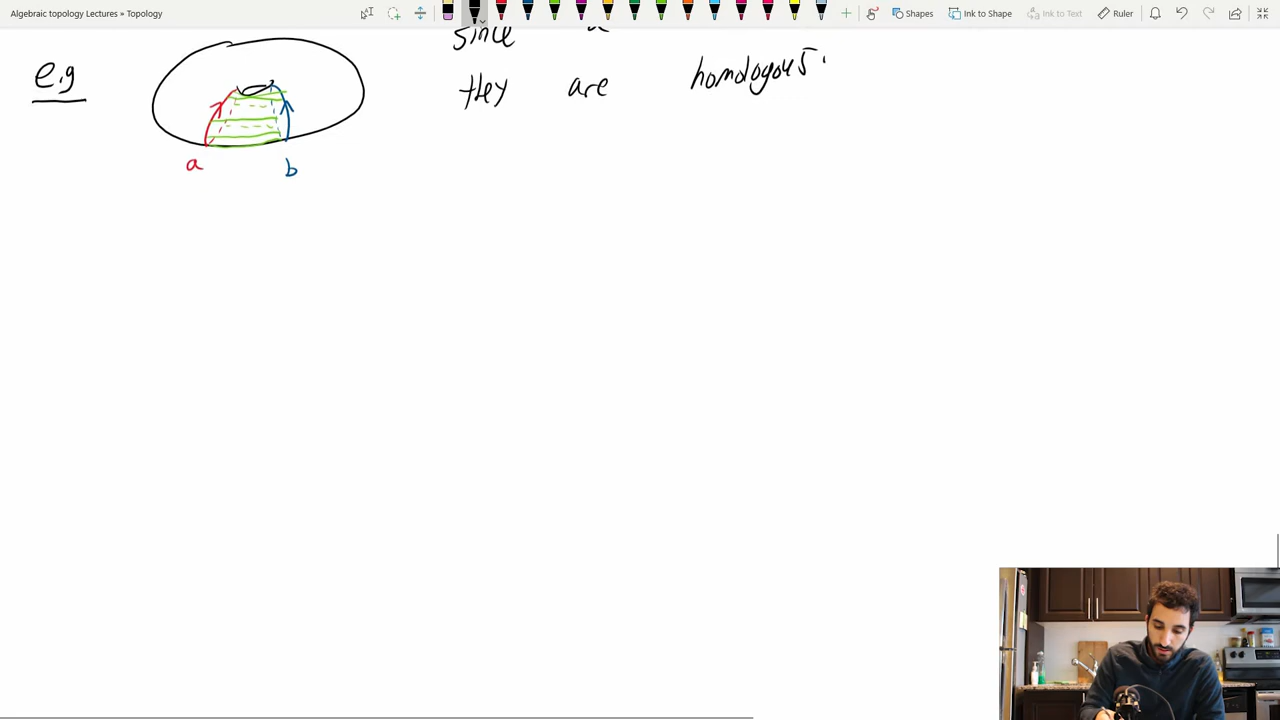 Algebraic topology Lectures » Topology
Shapes
Ink to Shape
Ink to Text
Ruler
since
e.g
they are homologous.
a
b